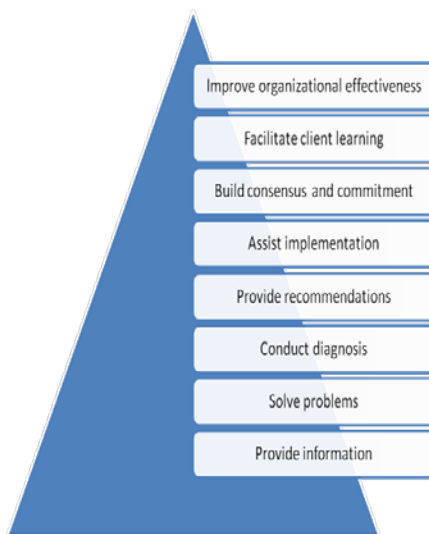 Improve organizational effectiveness
Facilitate client learning
Build consensus and commitment
Assist implementation
Provide recommendations
Conduct diagnosis
Solve problems
Provide information